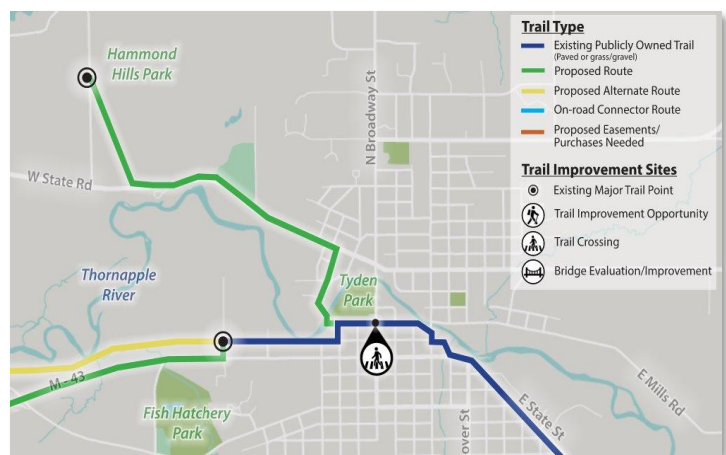 Hammond
Hills Park
W State Rd
N Broadway St
Thornapple
River
Tyden
Park
M - 43
Fish Hatchery
Park
over St
E State St
E Mills Rd
Trail Type
Existing Publicly Owned Trail
(Paved or grass/gravel)
Proposed Route
Proposed Alternate Route
On-road Connector Route
Proposed Easements/
Purchases Needed
Trail Improvement Sites
Existing Major Trail Point
Trail Improvement Opportunity
Trail Crossing
Bridge Evaluation/Improvement